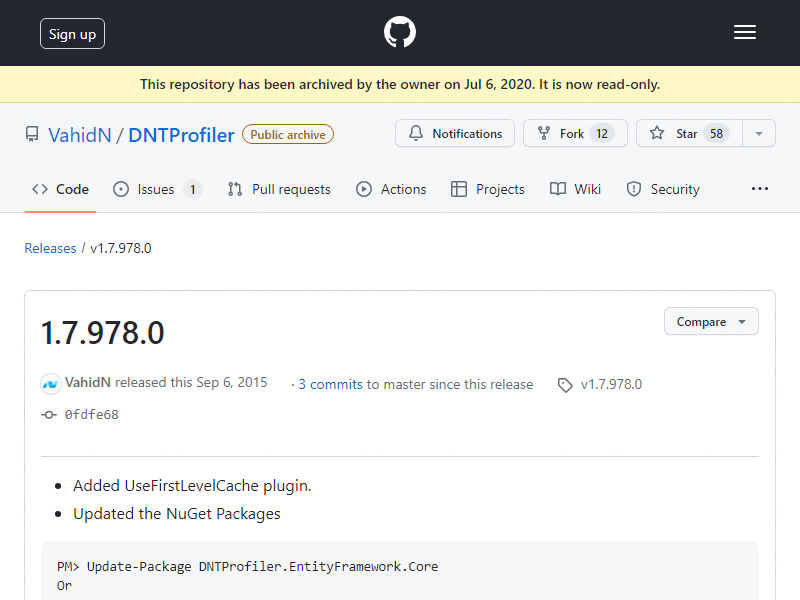 Sign up
This repository has been archived by the owner on Jul 6, 2020. It is now read-only.
VahidN / DNTProfiler Public archive
Notifications Fork 12 Star 58
Code Issues 1 Pull requests Actions Projects Wiki Security
Releases / v1.7.978.0
1.7.978.0
Compare
VahidN released this Sep 6, 2015 · 3 commits to master since this release v1.7.978.0
0fdfe68
• Added UseFirstLevelCache plugin.
• Updated the NuGet Packages
PM> Update-Package DNTProfiler.EntityFramework.Core
Or